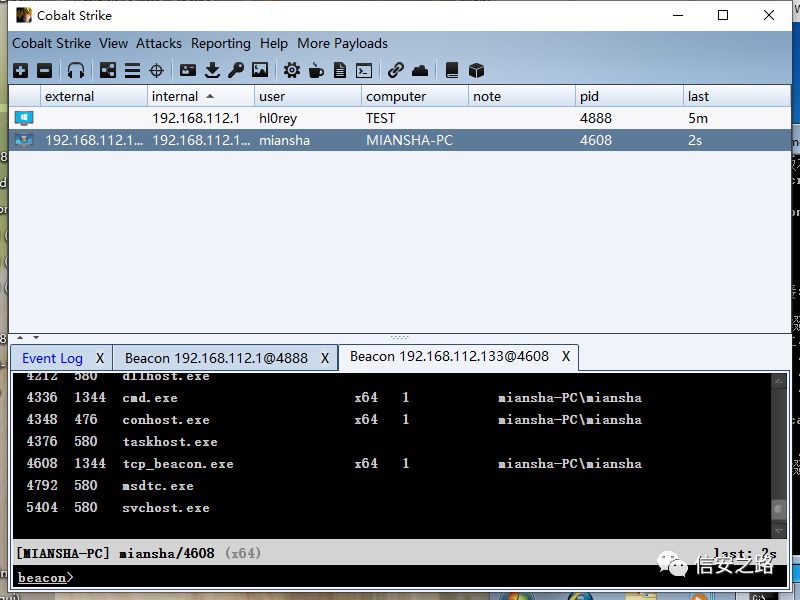 Cobalt Strike
Cobalt Strike View Attacks Reporting Help More Payloads
external internal user computer note pid last
192.168.112.1 hl0rey TEST 4888 5m
192.168.112.1... 192.168.112.1... miansha MIANSHA-PC 4608 2s
Event Log X Beacon 192.168.112.1@4888 X Beacon 192.168.112.133@4608 X
4212 580 dllhost.exe
4336 1344 cmd.exe x64 1 miansha-PC\miansha
4348 476 conhost.exe x64 1 miansha-PC\miansha
4376 580 taskhost.exe
4608 1344 tcp_beacon.exe x64 1 miansha-PC\miansha
4792 580 msdtc.exe
5404 580 svchost.exe
[MIANSHA-PC] miansha/4608 (x64) last: 2s
信安之路
beacon>